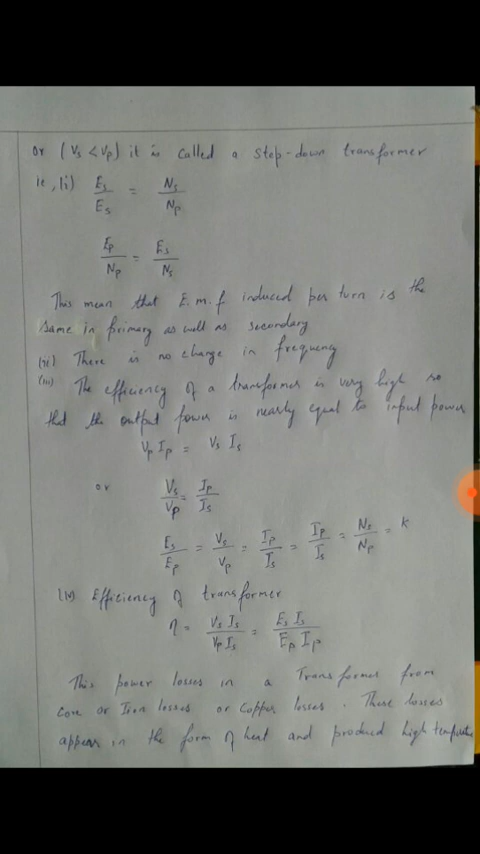 or (Vs < Vp) it is called a step-down transformer
ie, (i) Es/Es = Ns/Np
Ep/Np = Es/Ns
This mean that E.m.f induced per turn is the
same in primary as well as secondary
(ii) There is no change in frequency
(iii) The efficiency of a transformer is very high so
that the output power is nearly equal to input power
Vp Ip = Vs Is
or Vs/Vp = Ip/Is
Es/Ep = Vs/Vp = Ip/Is = Ip/Is = Ns/Np = k
(iv) Efficiency of transformer
η = Vs Is/Vp Is = Es Is/Ep Ip
This power losses in a Transformer from
core or Iron losses or Copper losses. These losses
appears in the form of heat and produced high temperature